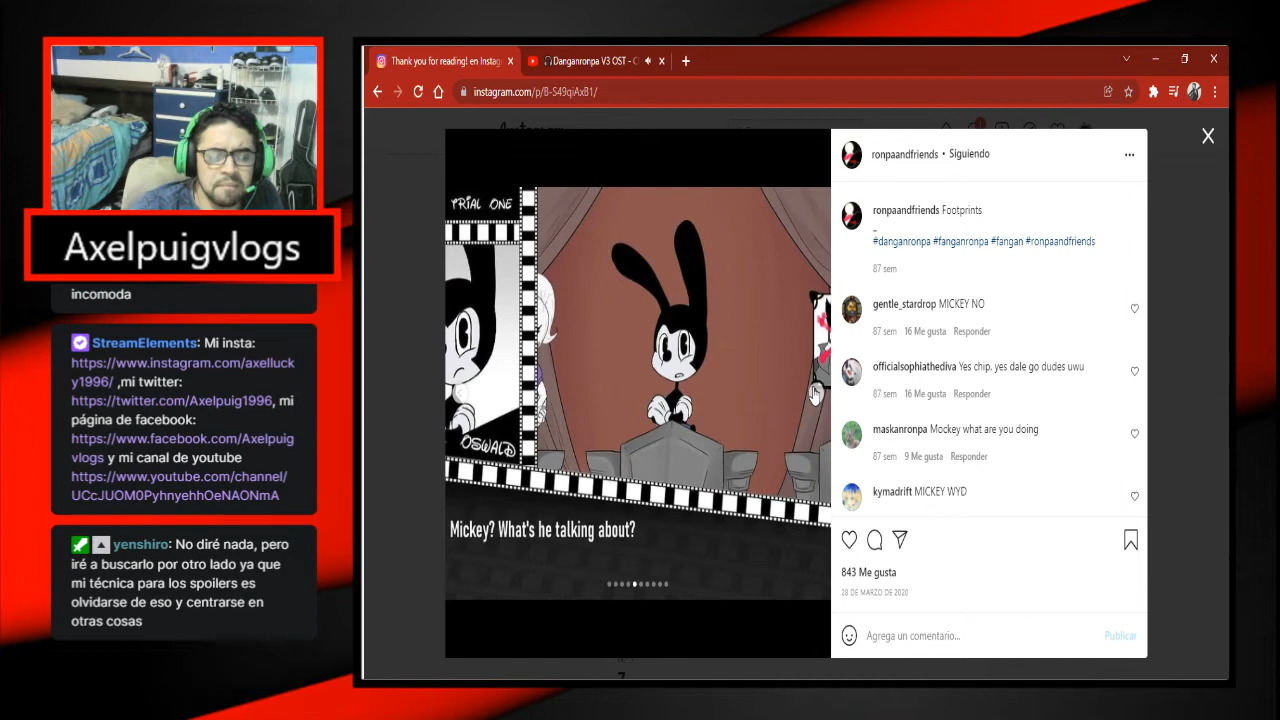 Axelpuigvlogs
incomoda
StreamElements: Mi insta:
https://www.instagram.com/axelluck
y1996/ ,mi twitter:
https://twitter.com/Axelpuig1996, mi
página de facebook:
https://www.facebook.com/Axelpuig
vlogs y mi canal de youtube
https://www.youtube.com/channel/
UCcJUOM0PyhnyehhOeNAONmA
yenshiro: No diré nada, pero
iré a buscarlo por otro lado ya que
mi técnica para los spoilers es
olvidarse de eso y centrarse en
otras cosas
Thank you for reading! en Instag
Danganronpa V3 OST - C
instagram.com/p/B-S49qiAxB1/
TRIAL ONE
OSWALD
Mickey? What's he talking about?
ronpaandfriends • Siguiendo
ronpaandfriends Footprints
_
#danganronpa #fanganronpa #fangan #ronpaandfriends
87 sem
gentle_stardrop MICKEY NO
87 sem 16 Me gusta Responder
officialsophiathediva Yes chip, yes dale go dudes uwu
87 sem 16 Me gusta Responder
maskanronpa Mockey what are you doing
87 sem 9 Me gusta Responder
kymadrift MICKEY WYD
843 Me gusta
28 DE MARZO DE 2020
Agrega un comentario...
Publicar